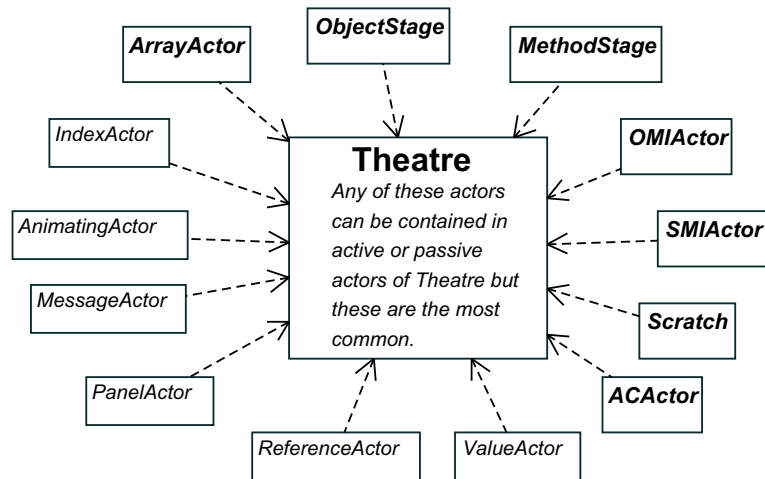 ObjectStage
ArrayActor
MethodStage
IndexActor
OMIActor
Theatre
Any of these actors
can be contained in
active or passive
actors of Theatre but
these are the most
common.
AnimatingActor
SMIActor
MessageActor
Scratch
PanelActor
ACActor
ReferenceActor
ValueActor